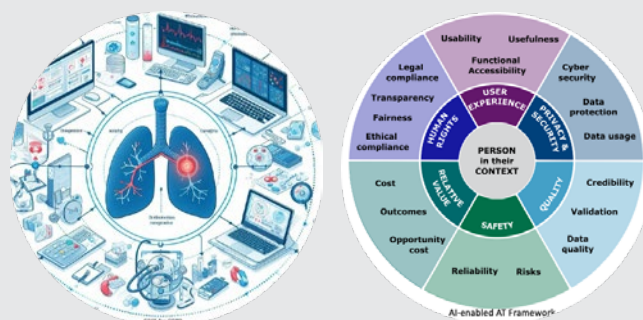 Usability
Usefulness
Functional
Accessibility
Legal
compliance
Transparency
Fairness
Ethical
compliance
Cyber
security
Data
protection
Data usage
USER
EXPERIENCE
HUMAN
RIGHTS
PRIVACY &
SECURITY
PERSON
in their
CONTEXT
RELATIVE
VALUE
QUALITY
SAFETY
Cost
Outcomes
Opportunity
cost
Credibility
Validation
Data
quality
Reliability
Risks
AI-enabled AT Framework